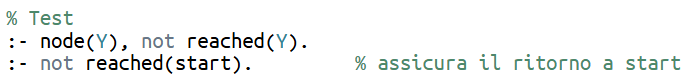 % Test
:- node(Y), not reached(Y).
:- not reached(start). % assicura il ritorno a start